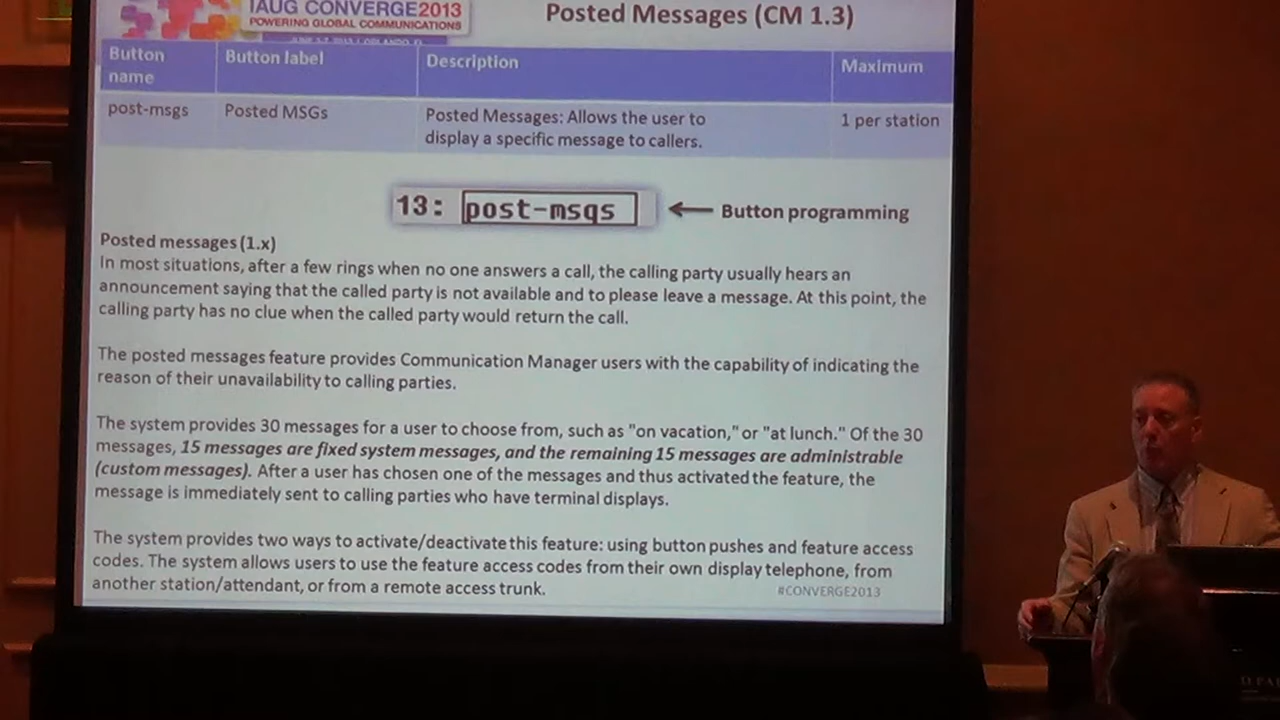 IAUG CONVERGE2013
POWERING GLOBAL COMMUNICATIONS
Posted Messages (CM 1.3)
Button name
Button label
Description
Maximum
post-msgs
Posted MSGs
Posted Messages: Allows the user to
display a specific message to callers.
1 per station
13: post-msgs
Button programming
Posted messages (1.x)
In most situations, after a few rings when no one answers a call, the calling party usually hears an
announcement saying that the called party is not available and to please leave a message. At this point, the
calling party has no clue when the called party would return the call.
The posted messages feature provides Communication Manager users with the capability of indicating the
reason of their unavailability to calling parties.
The system provides 30 messages for a user to choose from, such as "on vacation," or "at lunch." Of the 30
messages, 15 messages are fixed system messages, and the remaining 15 messages are administrable
(custom messages). After a user has chosen one of the messages and thus activated the feature, the
message is immediately sent to calling parties who have terminal displays.
The system provides two ways to activate/deactivate this feature: using button pushes and feature access
codes. The system allows users to use the feature access codes from their own display telephone, from
another station/attendant, or from a remote access trunk.
#CONVERGE2013